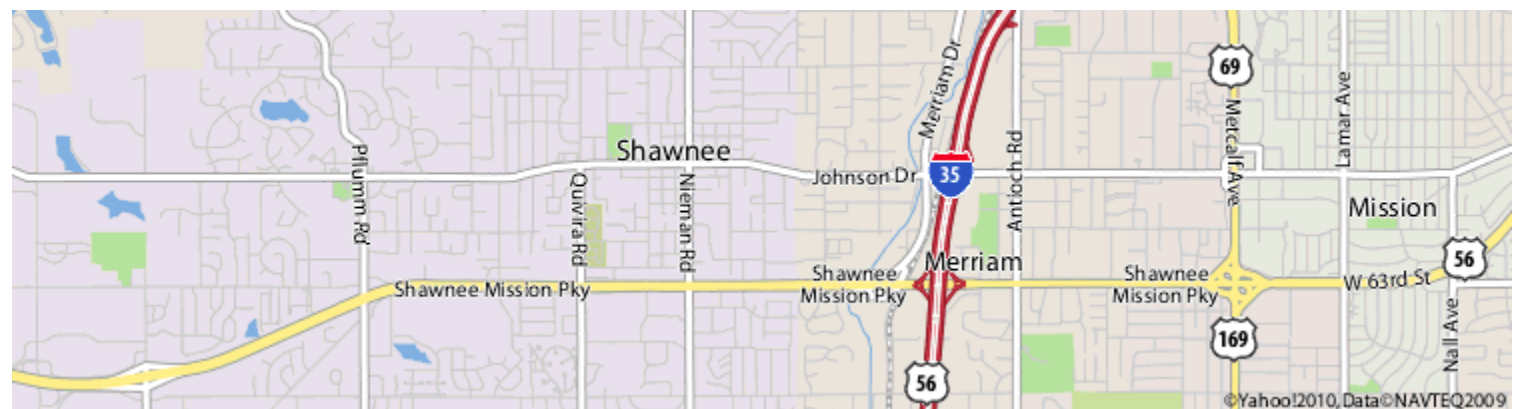 69
Merriam Dr
Metcalf Ave
Lamar Ave
Antioch Rd
Shawnee
Pflumm Rd
Johnson Dr
35
Quivira Rd
Nieman Rd
Mission
Merriam
56
Shawnee
Mission Pky
Shawnee
Mission Pky
W 63rd St
Shawnee Mission Pky
Nall Ave
169
56
©Yahoo!2010, Data©NAVTEQ2009